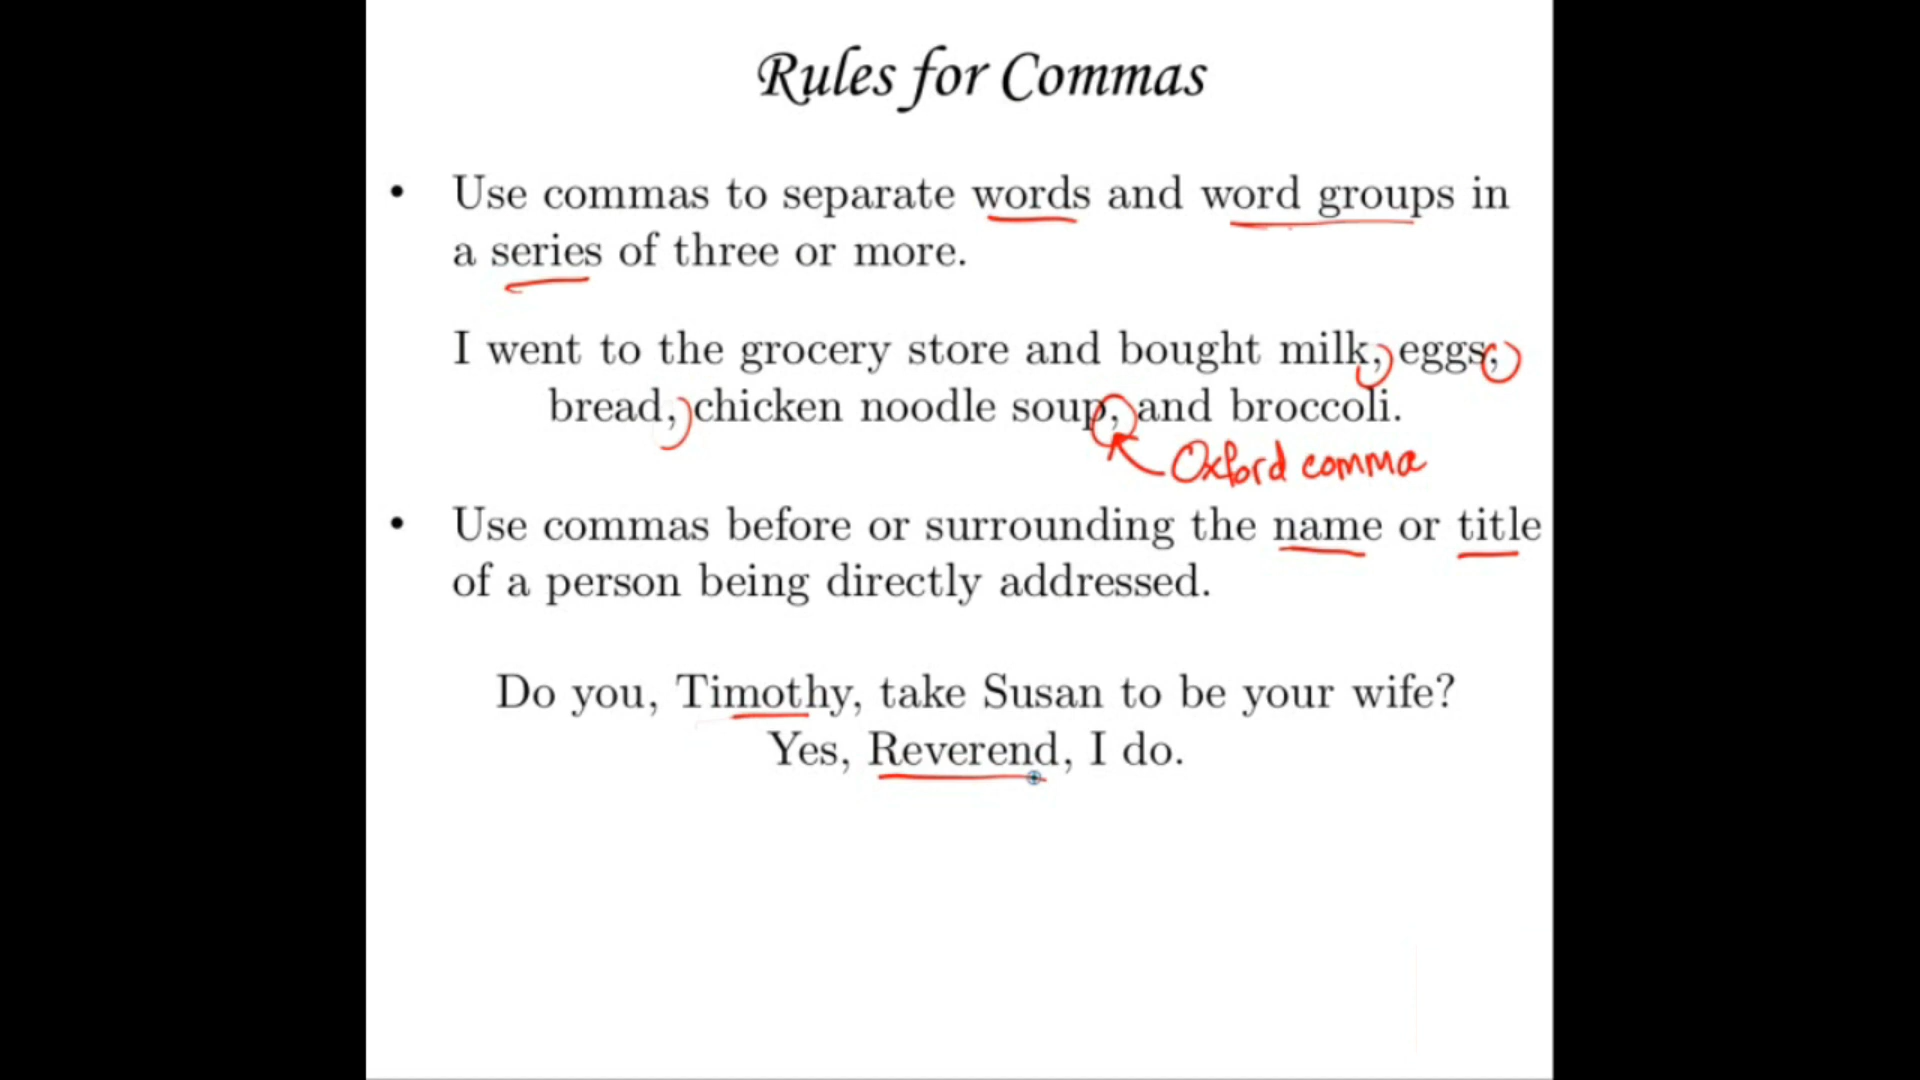 Rules for Commas
• Use commas to separate words and word groups in
a series of three or more.
I went to the grocery store and bought milk, eggs,
bread, chicken noodle soup, and broccoli.
Oxford comma
• Use commas before or surrounding the name or title
of a person being directly addressed.
Do you, Timothy, take Susan to be your wife?
Yes, Reverend, I do.